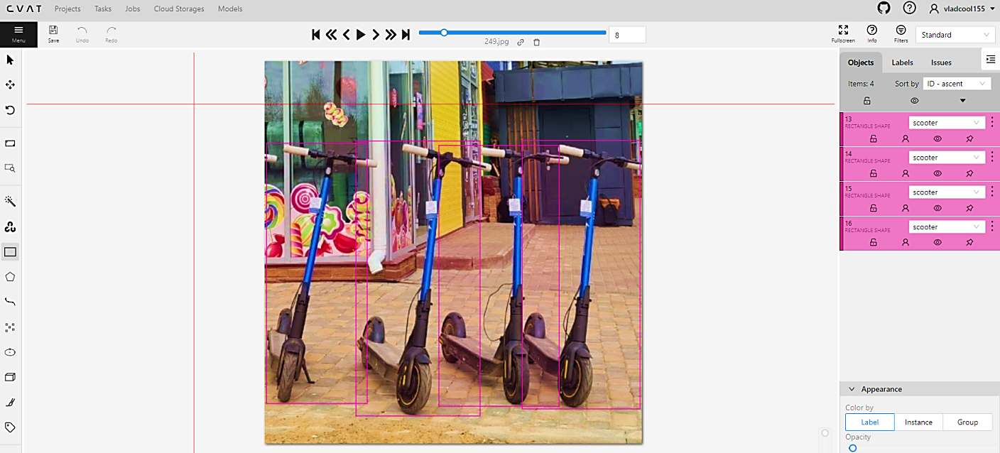 CVAT Projects Tasks Jobs Cloud Storages Models vladcool155
Menu Save Undo Redo 8 Fullscreen Info Filters Standard
249.jpg
Objects Labels Issues
Items: 4 Sort by ID - ascent
13 scooter
RECTANGLE SHAPE
14 scooter
RECTANGLE SHAPE
15 scooter
RECTANGLE SHAPE
16 scooter
RECTANGLE SHAPE
Appearance
Color by
Label Instance Group
Opacity